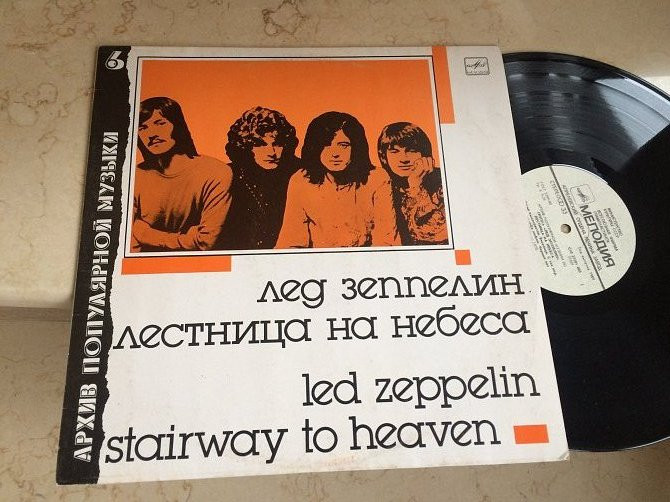 6
АРХИВ ПОПУЛЯРНОЙ МУЗЫКИ
лед зеппелин
лестница на небеса
led zeppelin
stairway to heaven
МЕЛОДИЯ